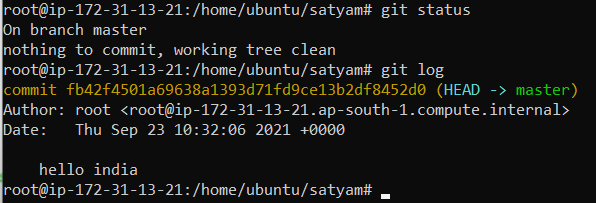 root@ip-172-31-13-21:/home/ubuntu/satyam# git status
On branch master
nothing to commit, working tree clean
root@ip-172-31-13-21:/home/ubuntu/satyam# git log
commit fb42f4501a69638a1393d71fd9ce13b2df8452d0 (HEAD -> master)
Author: root <root@ip-172-31-13-21.ap-south-1.compute.internal>
Date:   Thu Sep 23 10:32:06 2021 +0000
    hello india
root@ip-172-31-13-21:/home/ubuntu/satyam#